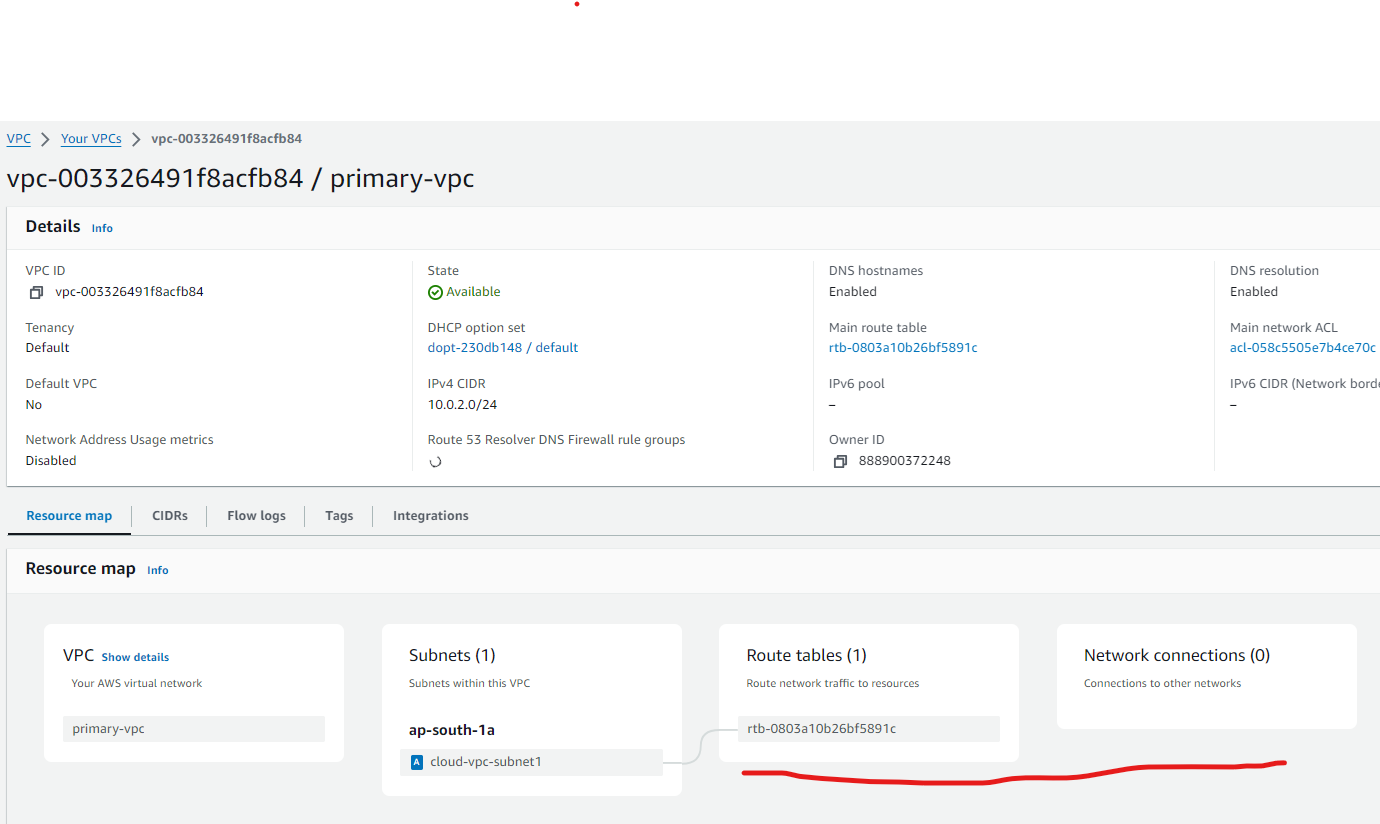 VPC > Your VPCs > vpc-003326491f8acfb84
vpc-003326491f8acfb84 / primary-vpc
Details Info
VPC ID
vpc-003326491f8acfb84
State
Available
DNS hostnames
Enabled
DNS resolution
Enabled
Tenancy
Default
DHCP option set
dopt-230db148 / default
Main route table
rtb-0803a10b26bf5891c
Main network ACL
acl-058c5505e7b4ce70c
Default VPC
No
IPv4 CIDR
10.0.2.0/24
IPv6 pool
–
IPv6 CIDR (Network borde
–
Network Address Usage metrics
Disabled
Route 53 Resolver DNS Firewall rule groups
Owner ID
888900372248
Resource map
CIDRs
Flow logs
Tags
Integrations
Resource map Info
VPC Show details
Your AWS virtual network
primary-vpc
Subnets (1)
Subnets within this VPC
ap-south-1a
A cloud-vpc-subnet1
Route tables (1)
Route network traffic to resources
rtb-0803a10b26bf5891c
Network connections (0)
Connections to other networks